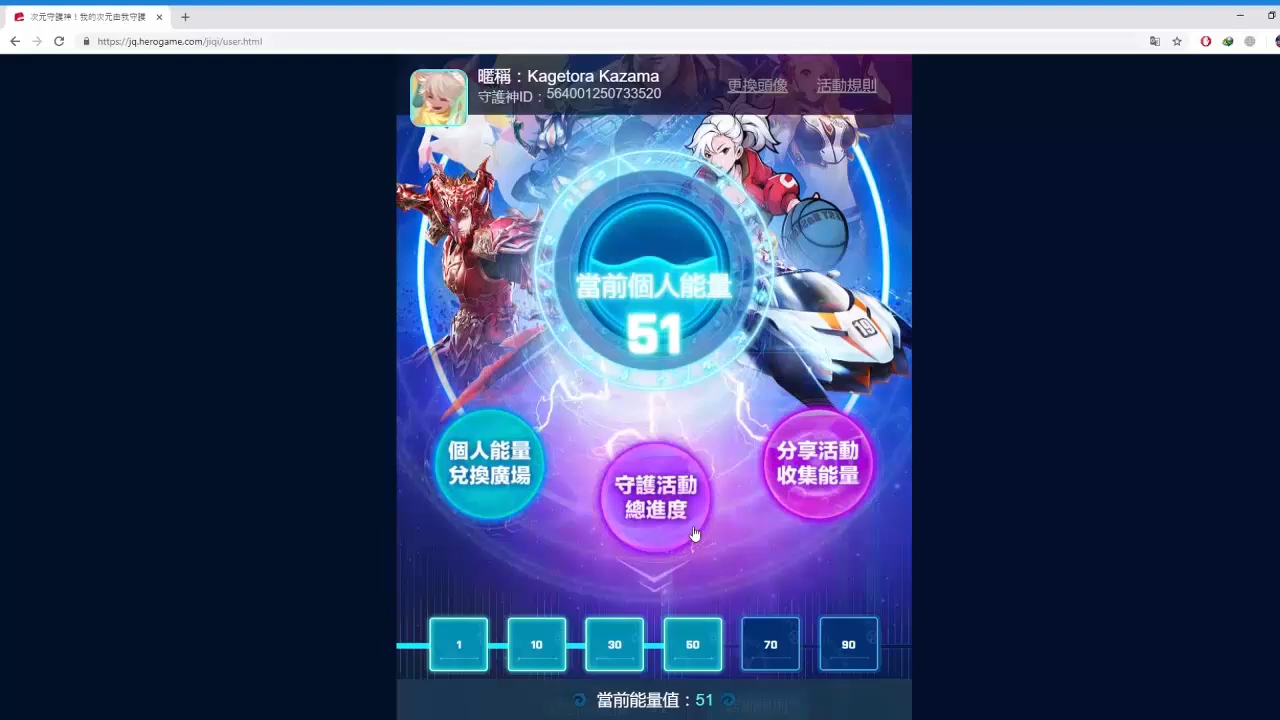 次元守護神！我的次元由我守護
https://jq.herogame.com/jiqi/user.html
暱稱：Kagetora Kazama
守護神ID：564001250733520
更換頭像
活動規則
當前個人能量
51
19
個人能量
兌換廣場
守護活動
總進度
分享活動
收集能量
1
10
30
50
70
90
當前能量值：51